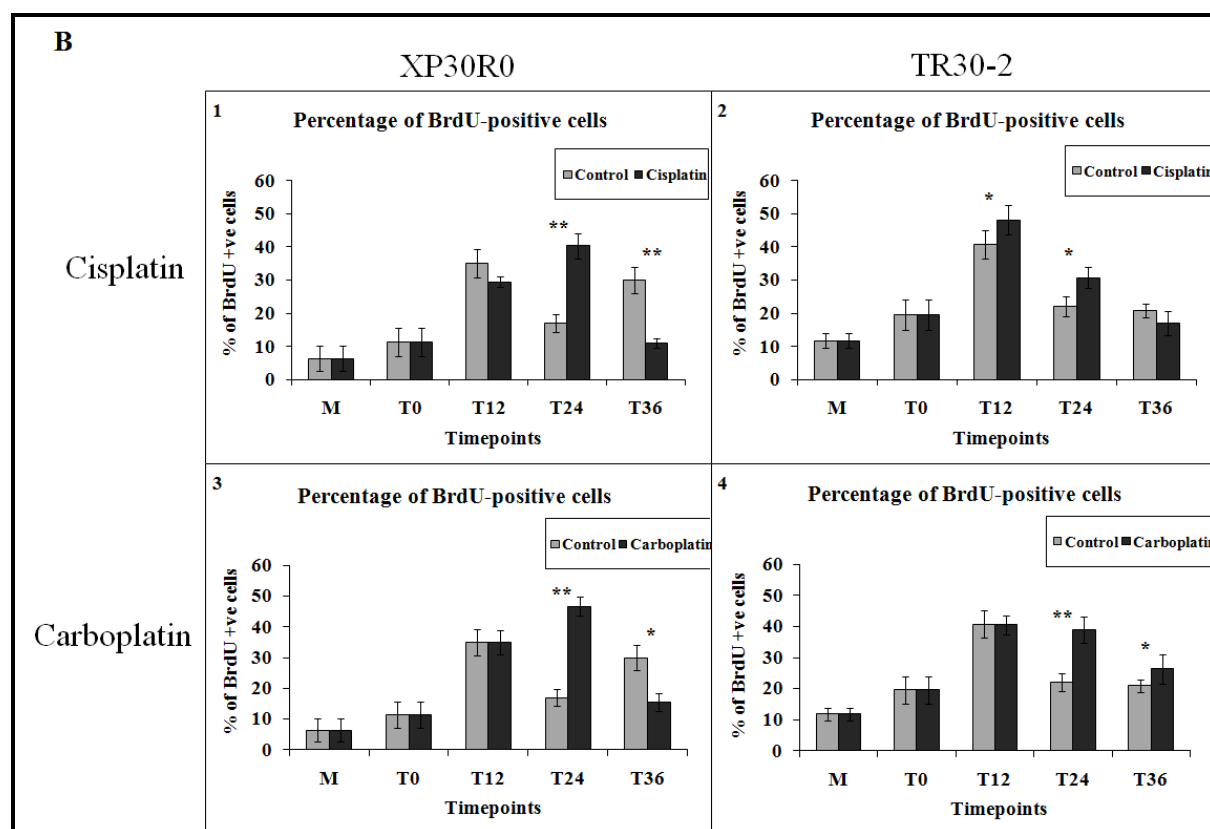 B
XP30R0
TR30-2
Cisplatin
1
Percentage of BrdU-positive cells
Control Cisplatin
% of BrdU +ve cells
60
50
40
30
20
10
0
**
**
M T0 T12 T24 T36
Timepoints
2
Percentage of BrdU-positive cells
Control Cisplatin
% of BrdU +ve cells
60
50
40
30
20
10
0
*
*
M T0 T12 T24 T36
Timepoints
Carboplatin
3
Percentage of BrdU-positive cells
Control Carboplatin
% of BrdU +ve cells
60
50
40
30
20
10
0
**
*
M T0 T12 T24 T36
Timepoints
4
Percentage of BrdU-positive cells
Control Carboplatin
% of BrdU +ve cells
60
50
40
30
20
10
0
**
*
M T0 T12 T24 T36
Timepoints